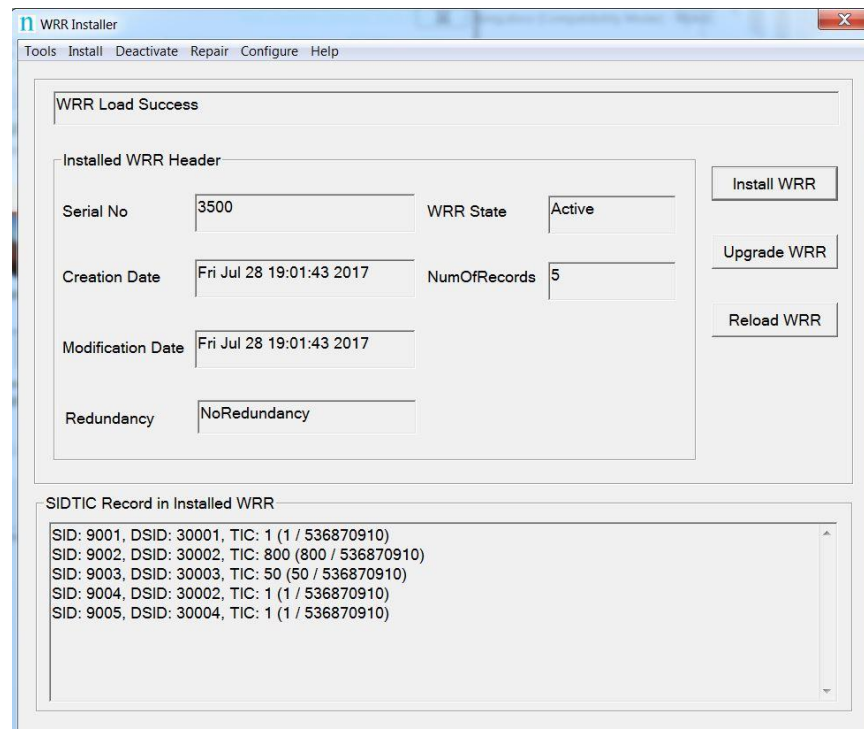 n WRR Installer
Tools Install Deactivate Repair Configure Help
WRR Load Success
Installed WRR Header
Serial No 3500 WRR State Active
Install WRR
Creation Date Fri Jul 28 19:01:43 2017 NumOfRecords 5
Upgrade WRR
Modification Date Fri Jul 28 19:01:43 2017
Reload WRR
Redundancy NoRedundancy
SIDTIC Record in Installed WRR
SID: 9001, DSID: 30001, TIC: 1 (1 / 536870910)
SID: 9002, DSID: 30002, TIC: 800 (800 / 536870910)
SID: 9003, DSID: 30003, TIC: 50 (50 / 536870910)
SID: 9004, DSID: 30002, TIC: 1 (1 / 536870910)
SID: 9005, DSID: 30004, TIC: 1 (1 / 536870910)